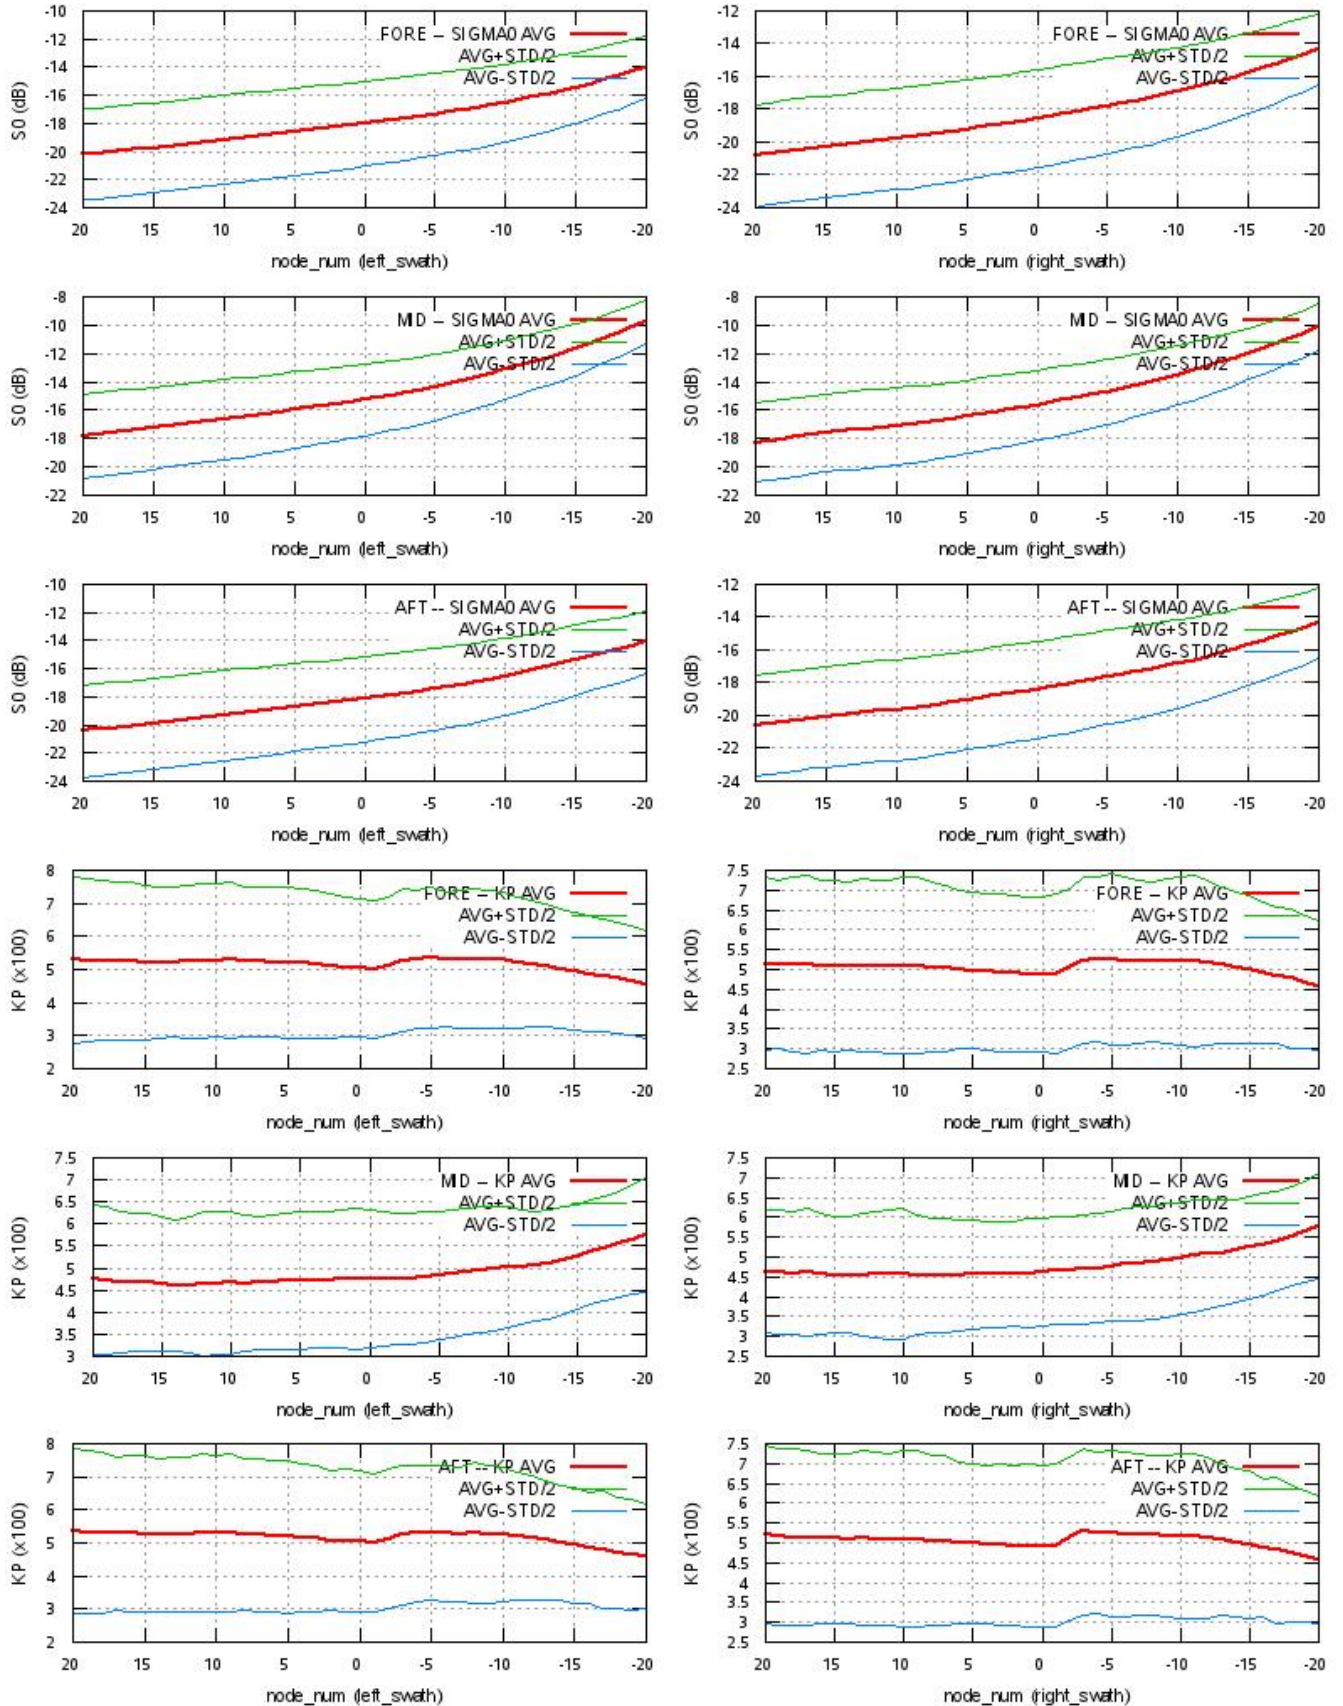 -10
-12
-14
-16
-18
-20
-22
-24
S0 (dB)
FORE – SIGMA0 AVG
AVG+STD/2
AVG-STD/2
20 15 10 5 0 -5 -10 -15 -20
node_num (left_swath)
-12
-14
-16
-18
-20
-22
-24
S0 (dB)
FORE – SIGMA0 AVG
AVG+STD/2
AVG-STD/2
20 15 10 5 0 -5 -10 -15 -20
node_num (right_swath)
-8
-10
-12
-14
-16
-18
-20
-22
S0 (dB)
MID – SIGMA0 AVG
AVG+STD/2
AVG-STD/2
20 15 10 5 0 -5 -10 -15 -20
node_num (left_swath)
-8
-10
-12
-14
-16
-18
-20
-22
S0 (dB)
MID – SIGMA0 AVG
AVG+STD/2
AVG-STD/2
20 15 10 5 0 -5 -10 -15 -20
node_num (right_swath)
-10
-12
-14
-16
-18
-20
-22
-24
S0 (dB)
AFT -- SIGMA0 AVG
AVG+STD/2
AVG-STD/2
20 15 10 5 0 -5 -10 -15 -20
node_num (left_swath)
-12
-14
-16
-18
-20
-22
-24
S0 (dB)
AFT -- SIGMA0 AVG
AVG+STD/2
AVG-STD/2
20 15 10 5 0 -5 -10 -15 -20
node_num (right_swath)
8
7
6
5
4
3
2
KP (x100)
FORE – KP AVG
AVG+STD/2
AVG-STD/2
20 15 10 5 0 -5 -10 -15 -20
node_num (left_swath)
7.5
7
6.5
6
5.5
5
4.5
4
3.5
3
2.5
KP (x100)
FORE – KP AVG
AVG+STD/2
AVG-STD/2
20 15 10 5 0 -5 -10 -15 -20
node_num (right_swath)
7.5
7
6.5
6
5.5
5
4.5
4
3.5
3
KP (x100)
MID – KP AVG
AVG+STD/2
AVG-STD/2
20 15 10 5 0 -5 -10 -15 -20
node_num (left_swath)
7.5
7
6.5
6
5.5
5
4.5
4
3.5
3
2.5
KP (x100)
MID – KP AVG
AVG+STD/2
AVG-STD/2
20 15 10 5 0 -5 -10 -15 -20
node_num (right_swath)
8
7
6
5
4
3
2
KP (x100)
AFT -- KP AVG
AVG+STD/2
AVG-STD/2
20 15 10 5 0 -5 -10 -15 -20
node_num (left_swath)
7.5
7
6.5
6
5.5
5
4.5
4
3.5
3
2.5
KP (x100)
AFT -- KP AVG
AVG+STD/2
AVG-STD/2
20 15 10 5 0 -5 -10 -15 -20
node_num (right_swath)